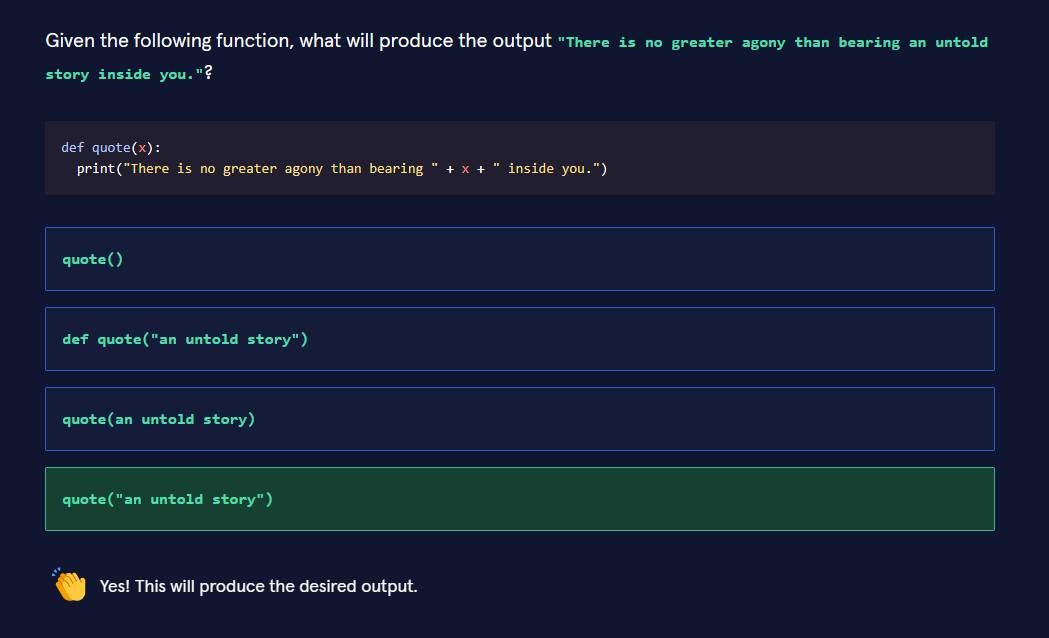 Given the following function, what will produce the output "There is no greater agony than bearing an untold
story inside you."?
def quote(x):
  print("There is no greater agony than bearing " + x + " inside you.")
quote()
def quote("an untold story")
quote(an untold story)
quote("an untold story")
Yes! This will produce the desired output.